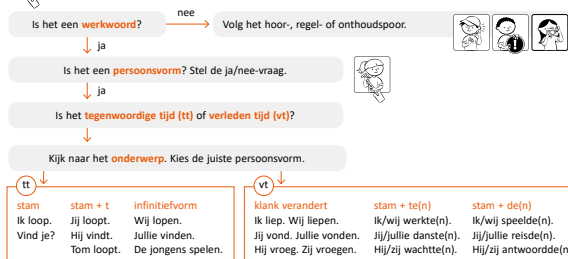 Is het een werkwoord?
nee
Volg het hoor-, regel- of onthoudspoor.
ja
Is het een persoonsvorm? Stel de ja/nee-vraag.
ja
Is het tegenwoordige tijd (tt) of verleden tijd (vt)?
Kijk naar het onderwerp. Kies de juiste persoonsvorm.
tt
stam stam + t infinitiefvorm
Ik loop. Jij loopt. Wij lopen.
Vind je? Hij vindt. Jullie vinden.
Tom loopt. De jongens spelen.
vt
klank verandert stam + te(n) stam + de(n)
Ik liep. Wij liepen. Ik/wij werkte(n). Ik/wij speelde(n).
Jij vond. Jullie vonden. Jij/jullie danste(n). Jij/jullie reisde(n).
Hij vroeg. Zij vroegen. Hij/zij wachtte(n). Hij/zij antwoordde(n